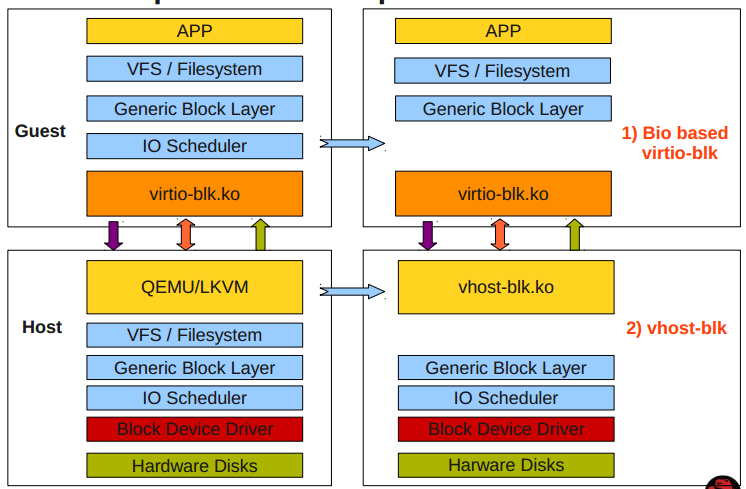 APP
VFS / Filesystem
Generic Block Layer
IO Scheduler
virtio-blk.ko
Guest
APP
VFS / Filesystem
Generic Block Layer
virtio-blk.ko
1) Bio based
virtio-blk
Host
QEMU/LKVM
VFS / Filesystem
Generic Block Layer
IO Scheduler
Block Device Driver
Hardware Disks
vhost-blk.ko
Generic Block Layer
IO Scheduler
Block Device Driver
Harware Disks
2) vhost-blk